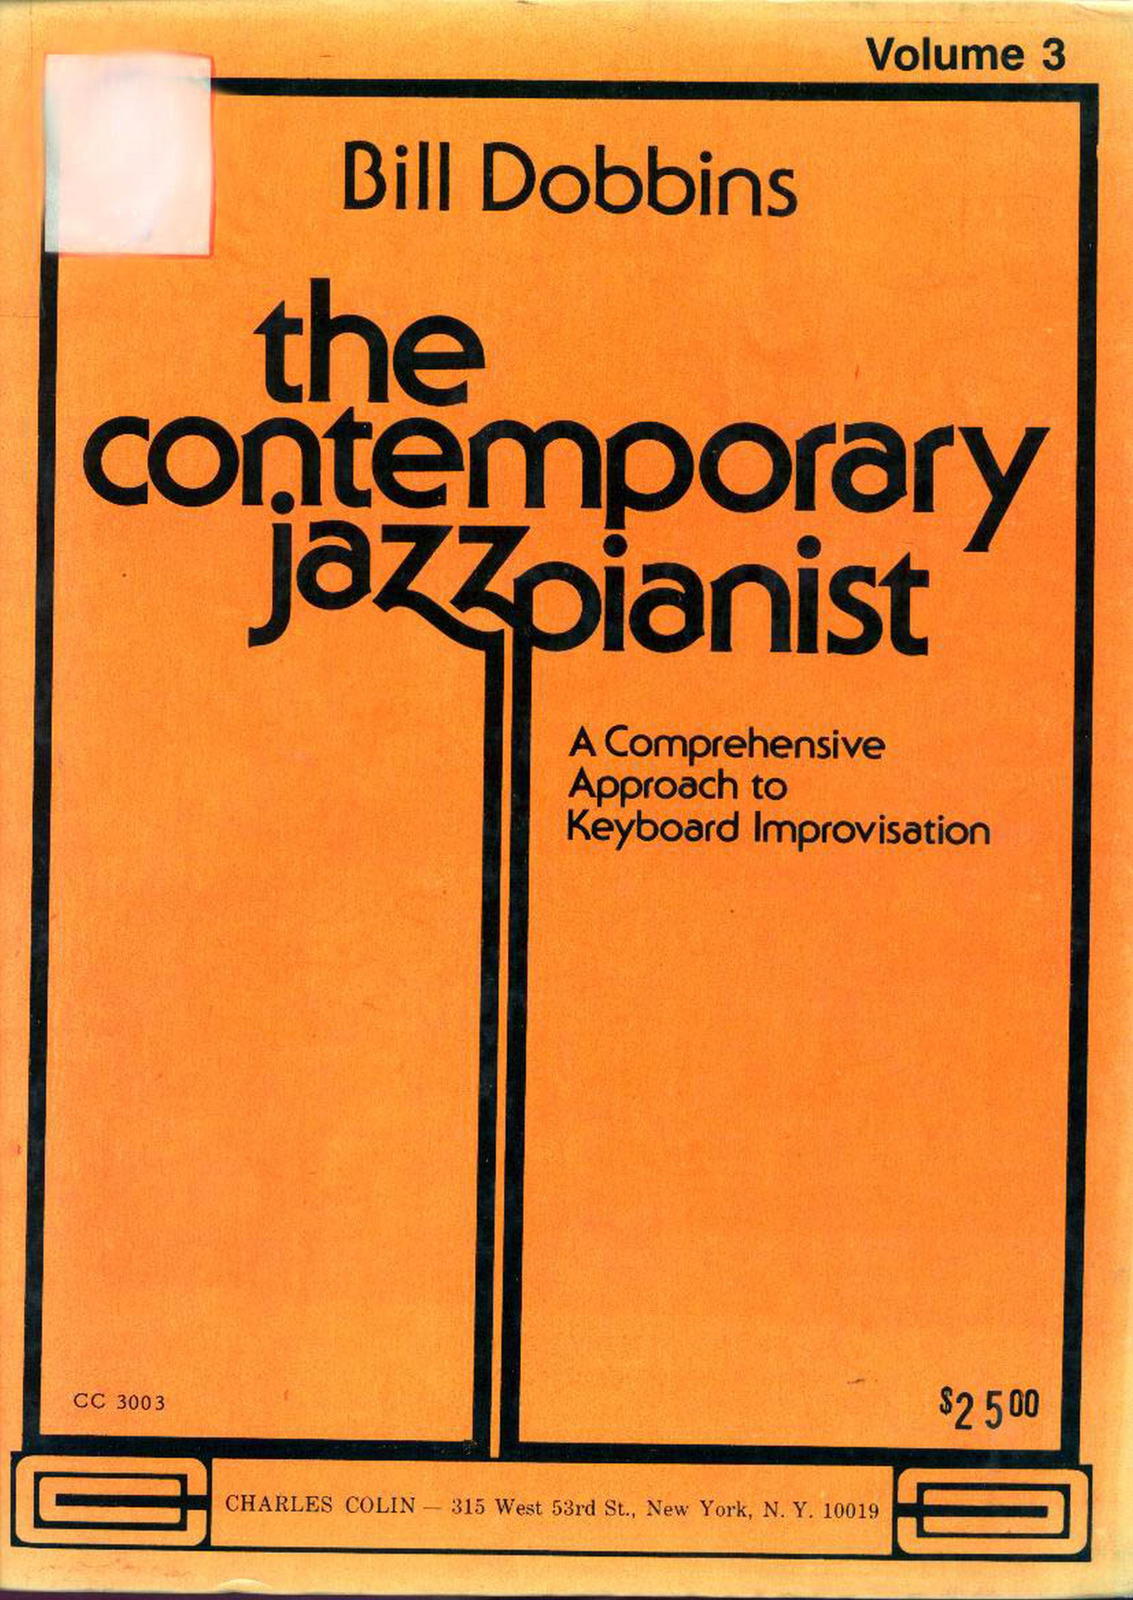 Volume 3
Bill Dobbins
the
contemporary
jazz pianist
A Comprehensive
Approach to
Keyboard Improvisation
CC 3003
$25.00
CHARLES COLIN — 315 West 53rd St., New York, N. Y. 10019